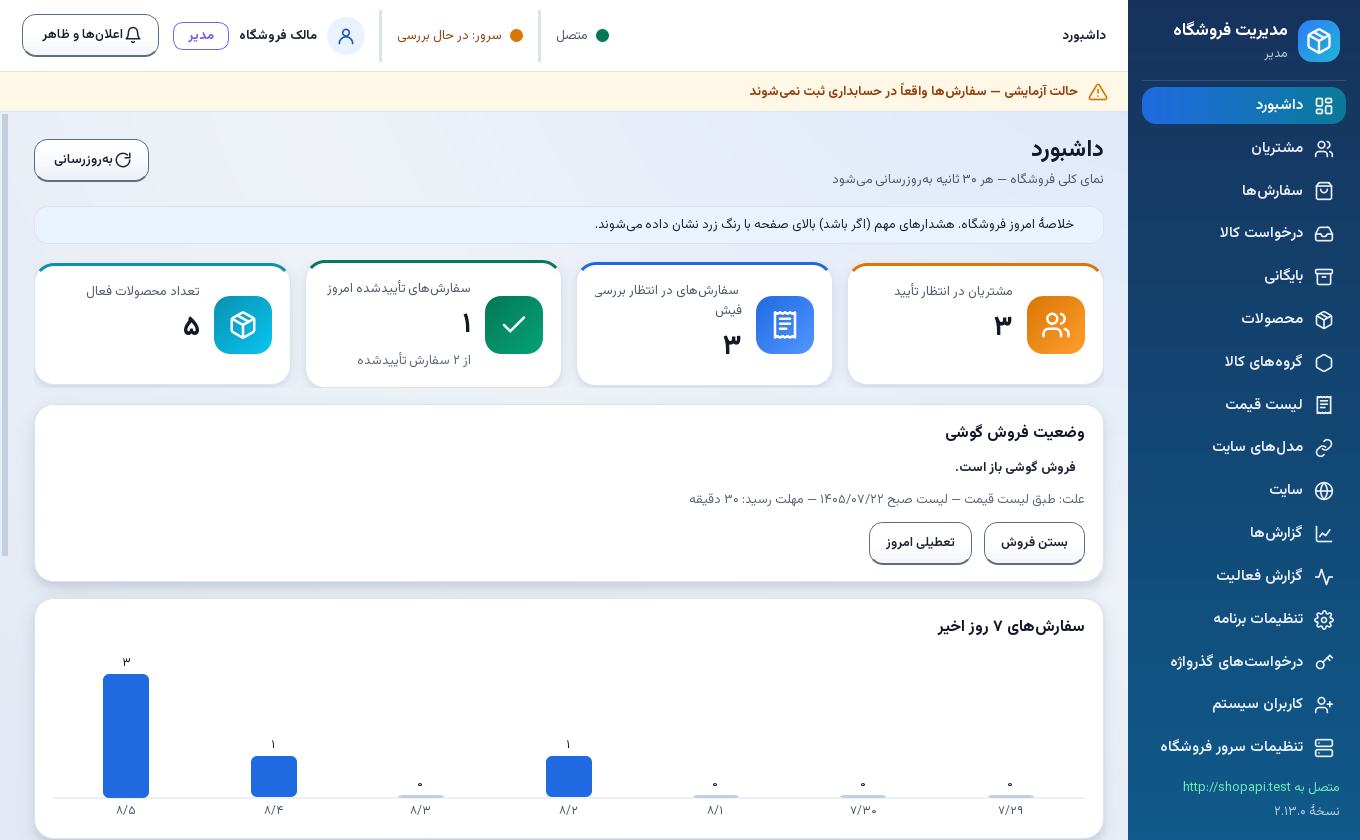 مدیریت فروشگاه
مدیر
داشبورد
مشتریان
سفارش‌ها
درخواست کالا
بایگانی
محصولات
گروه‌های کالا
لیست قیمت
مدل‌های سایت
سایت
گزارش‌ها
گزارش فعالیت
تنظیمات برنامه
درخواست‌های گذرواژه
کاربران سیستم
تنظیمات سرور فروشگاه
متصل به http://shopapi.test
نسخهٔ ۲.۱۳.۰
داشبورد
متصل
سرور: در حال بررسی
مالک فروشگاه
مدیر
اعلان‌ها و ظاهر
حالت آزمایشی — سفارش‌ها واقعاً در حسابداری ثبت نمی‌شوند
داشبورد
نمای کلی فروشگاه — هر ۳۰ ثانیه به‌روزرسانی می‌شود
به‌روزرسانی
خلاصهٔ امروز فروشگاه. هشدارهای مهم (اگر باشد) بالای صفحه با رنگ زرد نشان داده می‌شوند.
مشتریان در انتظار تأیید
۳
سفارش‌های در انتظار بررسی
فیش
۳
سفارش‌های تأییدشده امروز
۱
از ۲ سفارش تأییدشده
تعداد محصولات فعال
۵
وضعیت فروش گوشی
فروش گوشی باز است.
علت: طبق لیست قیمت — لیست صبح ۱۴۰۵/۰۷/۲۲ — مهلت رسید: ۳۰ دقیقه
بستن فروش
تعطیلی امروز
سفارش‌های ۷ روز اخیر
۰
۰
۰
۱
۰
۱
۳
۷/۲۹
۷/۳۰
۸/۱
۸/۲
۸/۳
۸/۴
۸/۵